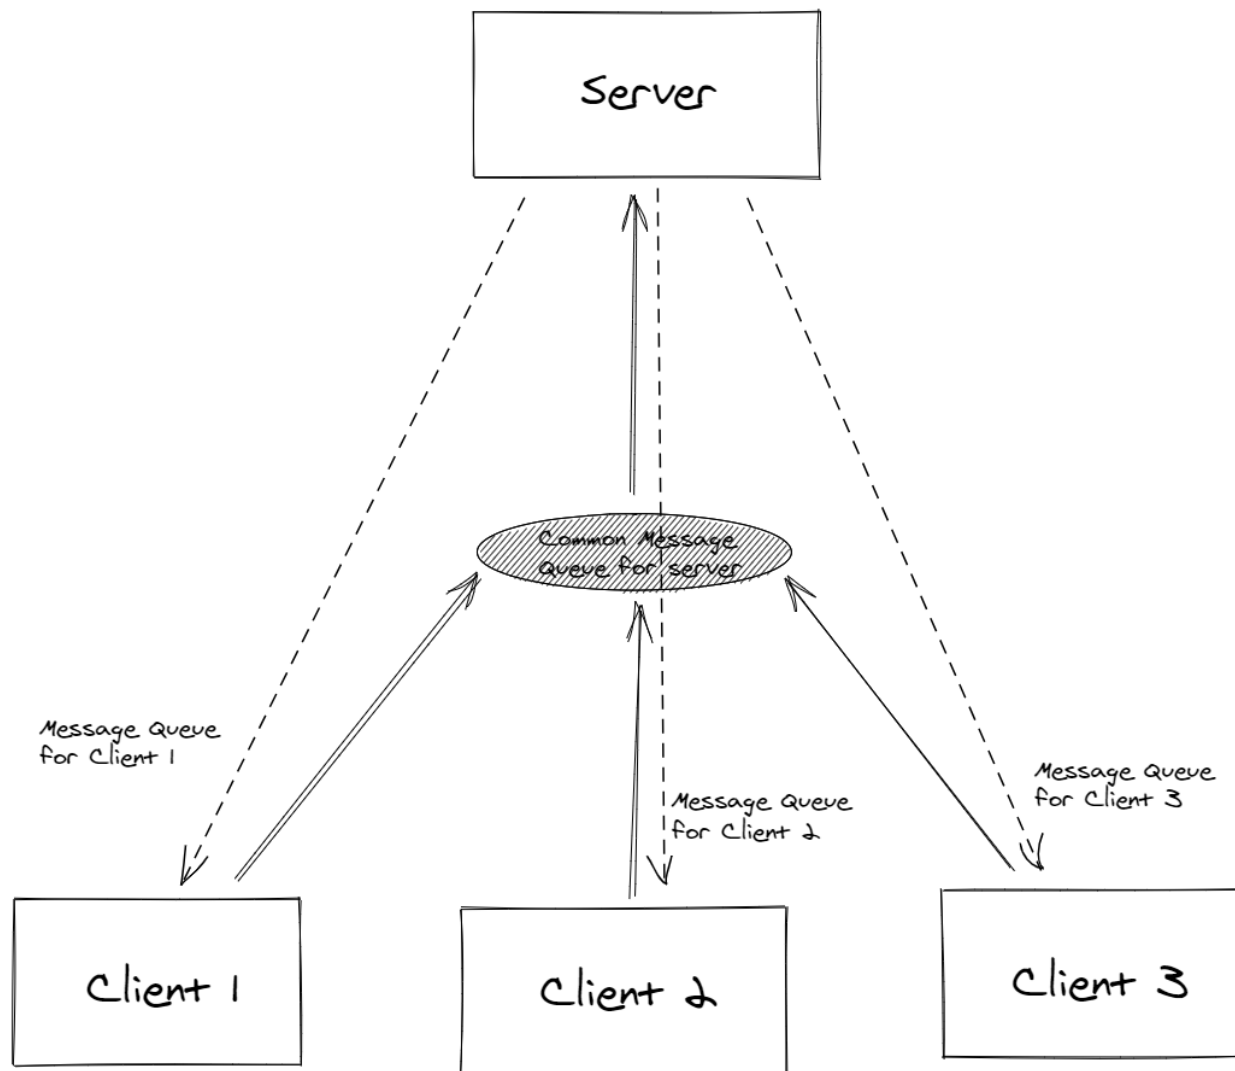 Server
Common Message
Queue for server
Message Queue
for Client 1
Message Queue
for Client 2
Message Queue
for Client 3
Client 1
Client 2
Client 3